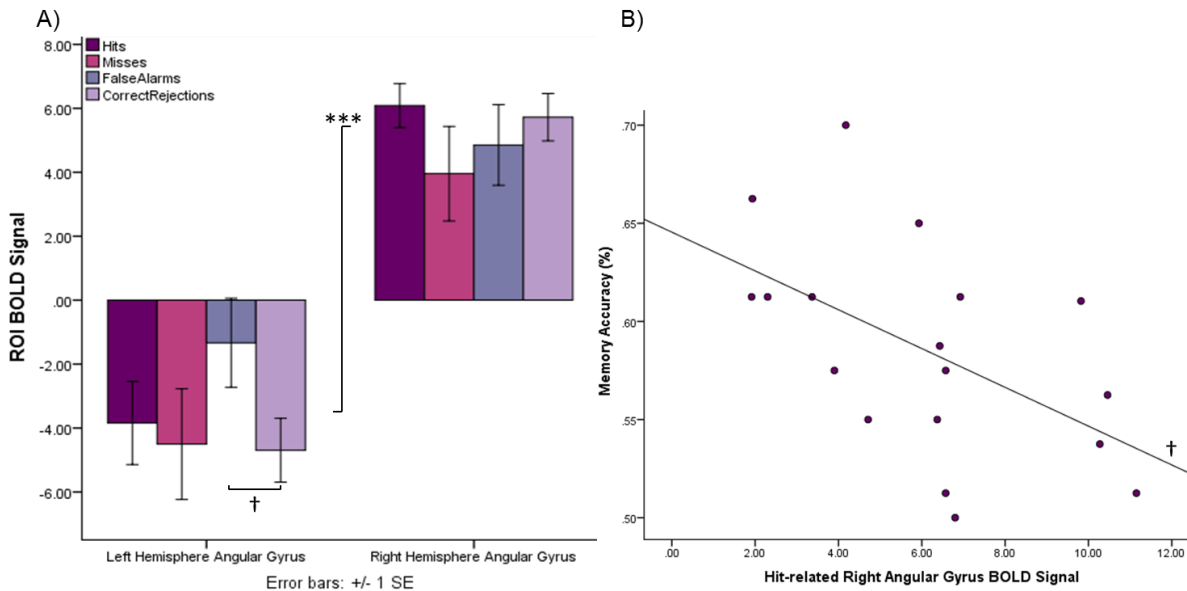 A)
8.00
6.00
4.00
2.00
.00
-2.00
-4.00
-6.00
ROI BOLD Signal
Hits
Misses
FalseAlarms
CorrectRejections
***
†
Left Hemisphere Angular Gyrus
Right Hemisphere Angular Gyrus
Error bars: +/- 1 SE
B)
.70
.65
.60
.55
.50
Memory Accuracy (%)
†
.00 2.00 4.00 6.00 8.00 10.00 12.00
Hit-related Right Angular Gyrus BOLD Signal